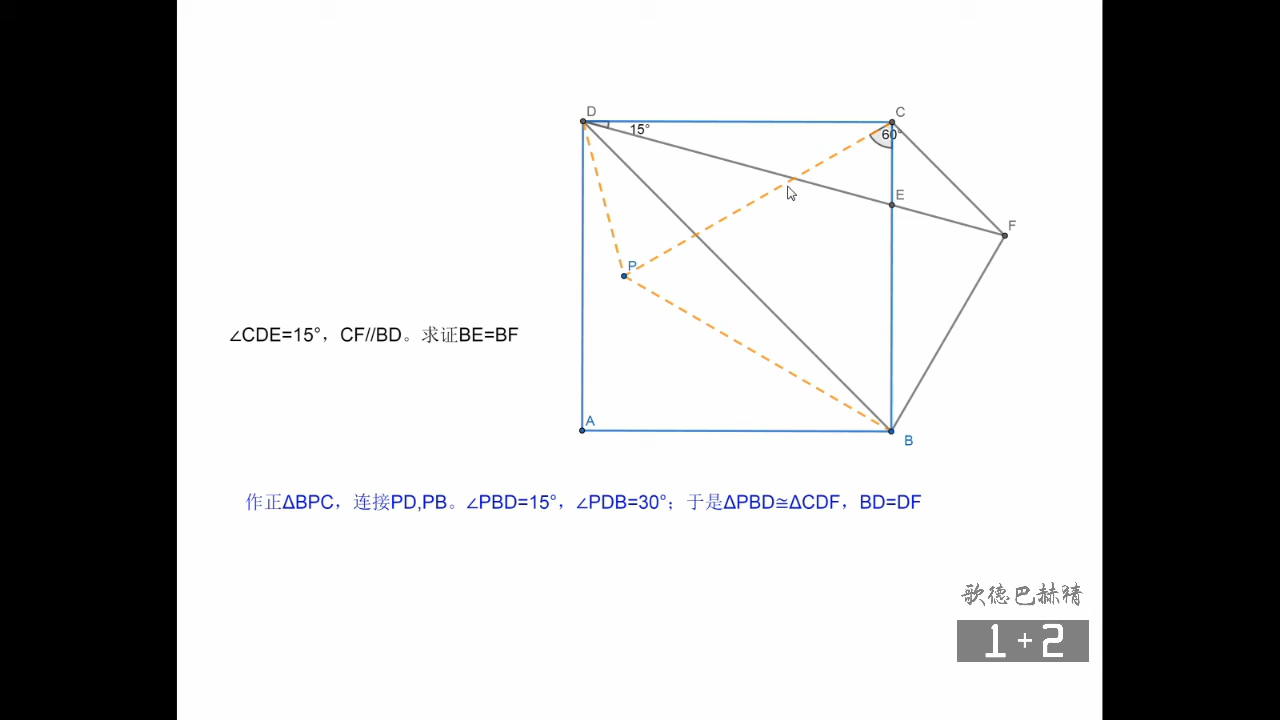 D
C
15°
60°
E
F
P
∠CDE=15°，CF//BD。求证BE=BF
A
B
作正ΔBPC，连接PD,PB。∠PBD=15°，∠PDB=30°；于是ΔPBD≅ΔCDF，BD=DF
歌德巴赫猜
1+2